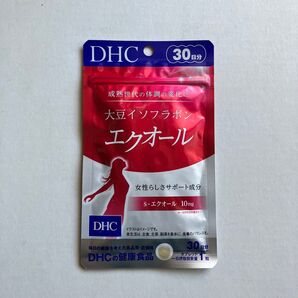 DHC 30日分
成熟世代の体調の変化に
大豆イソフラボン
エクオール
女性らしさサポート成分
S-エクオール 10mg
DHC
30日分
DHCの健康食品
1粒